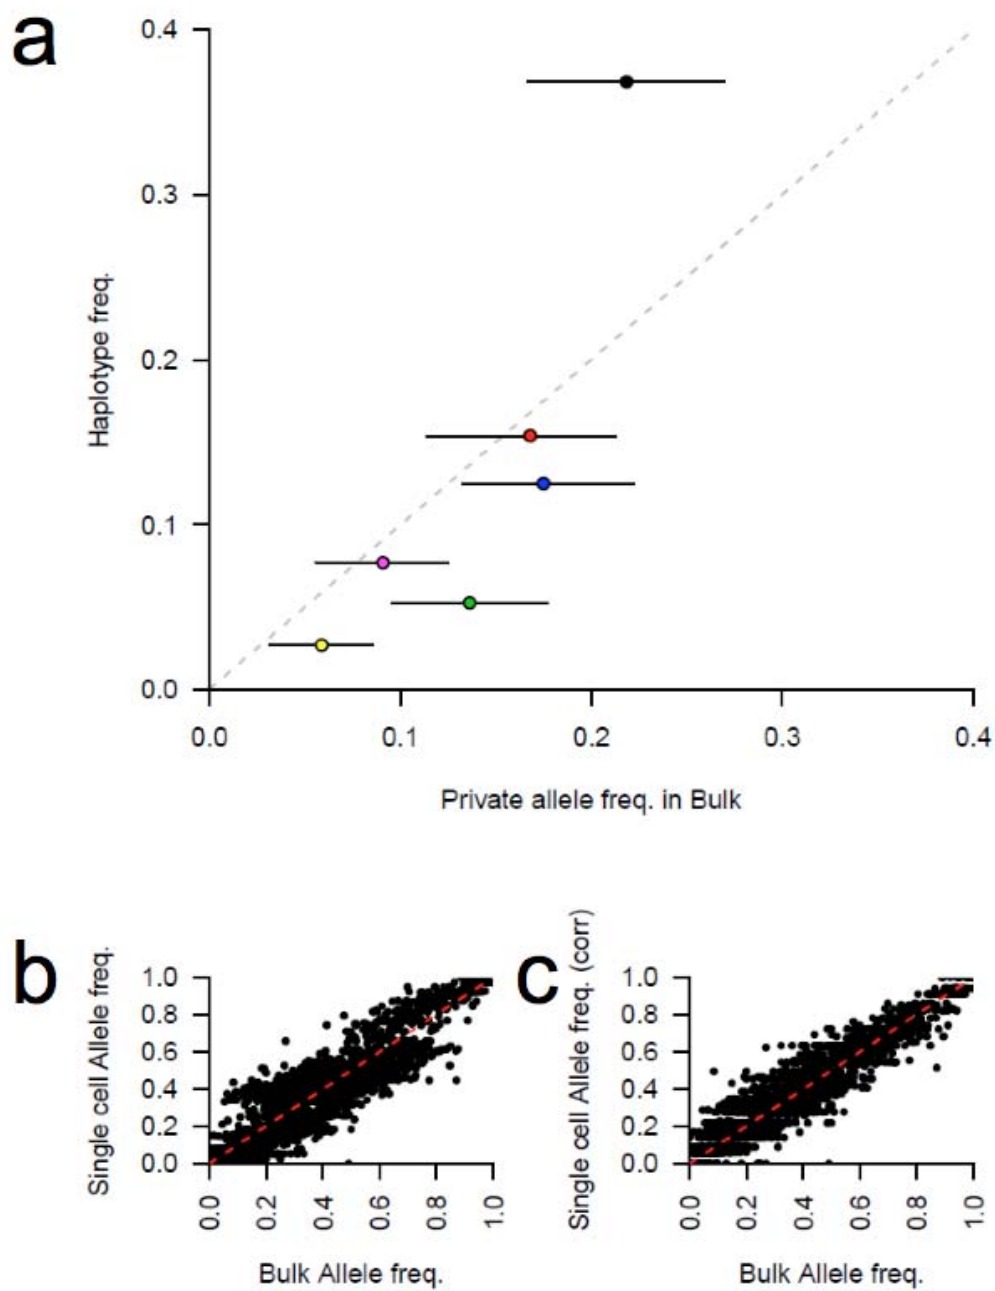 a
0.4
0.3
0.2
0.1
0.0
Haplotype freq.
0.0 0.1 0.2 0.3 0.4
Private allele freq. in Bulk
b
Single cell Allele freq.
1.0
0.8
0.6
0.4
0.2
0.0
0.0 0.2 0.4 0.6 0.8 1.0
Bulk Allele freq.
c
Single cell Allele freq. (corr)
1.0
0.8
0.6
0.4
0.2
0.0
0.0 0.2 0.4 0.6 0.8 1.0
Bulk Allele freq.